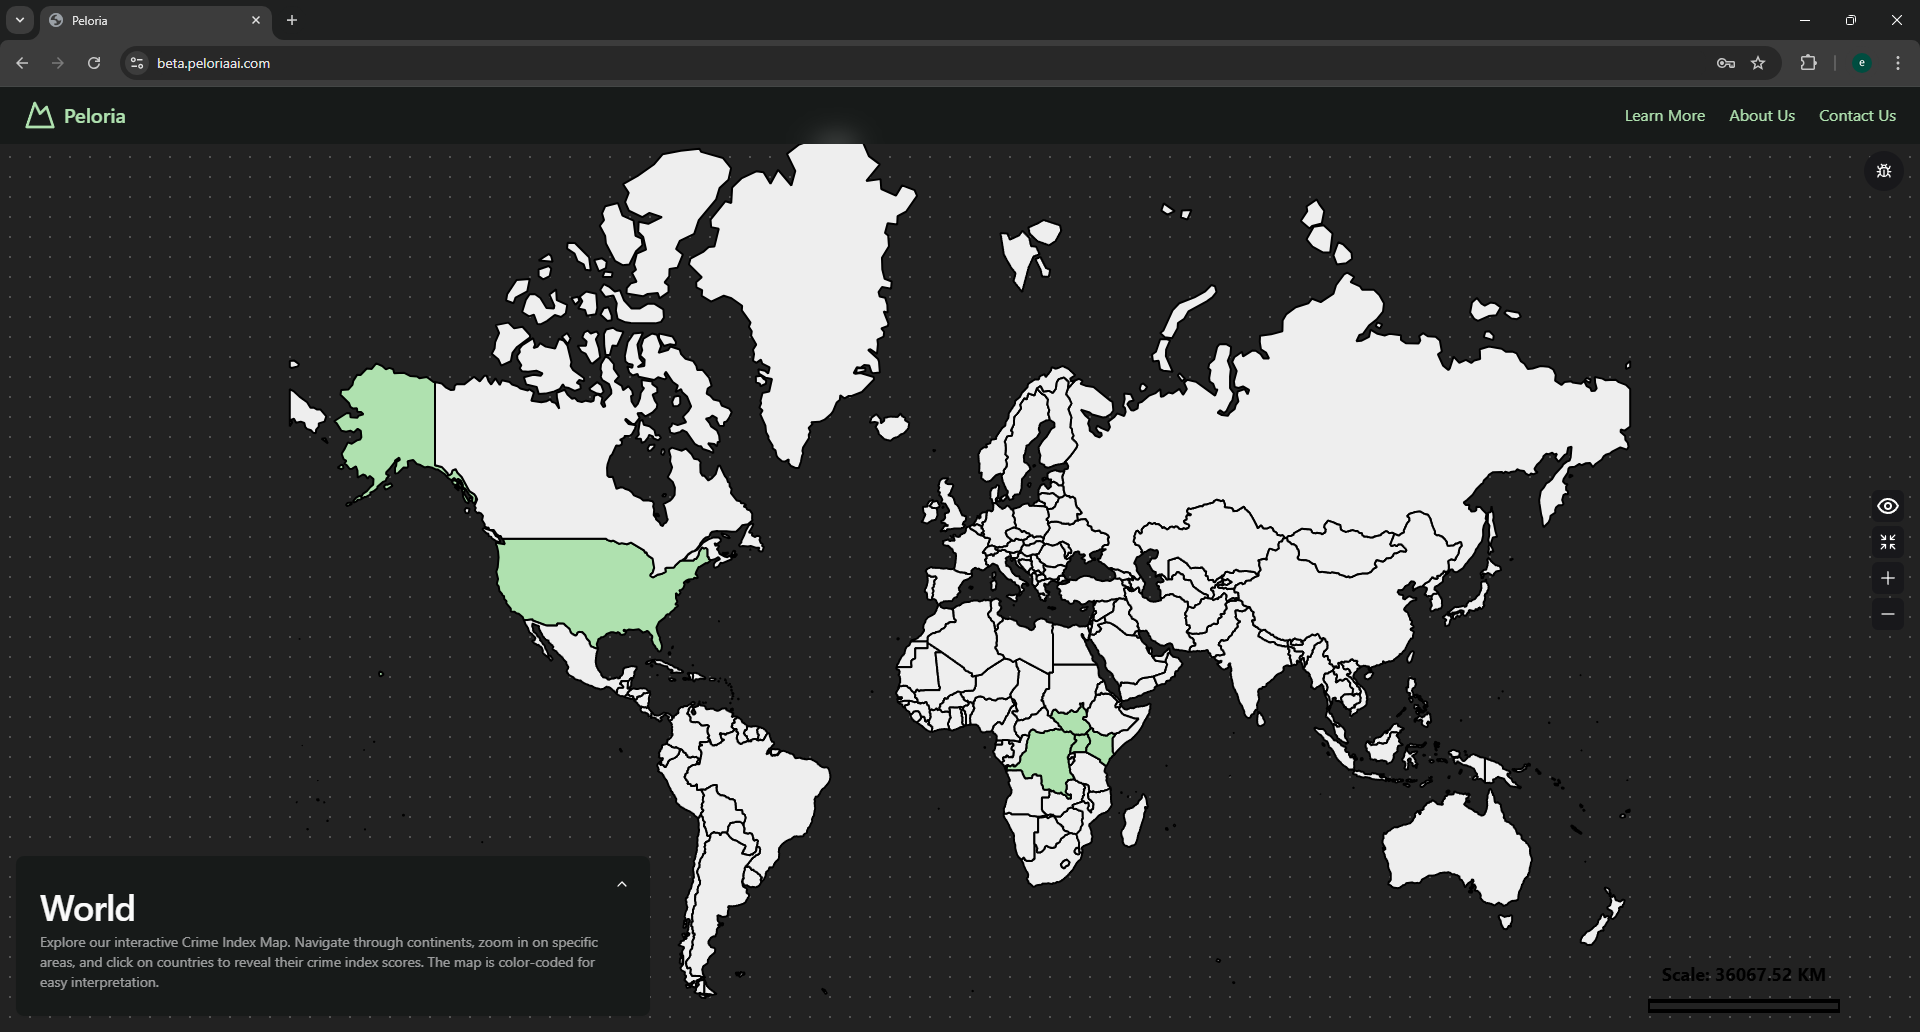 Peloria
beta.peloriaai.com
e
Peloria
Learn More
About Us
Contact Us
World
Explore our interactive Crime Index Map. Navigate through continents, zoom in on specific
areas, and click on countries to reveal their crime index scores. The map is color-coded for
easy interpretation.
Scale: 36067.52 KM